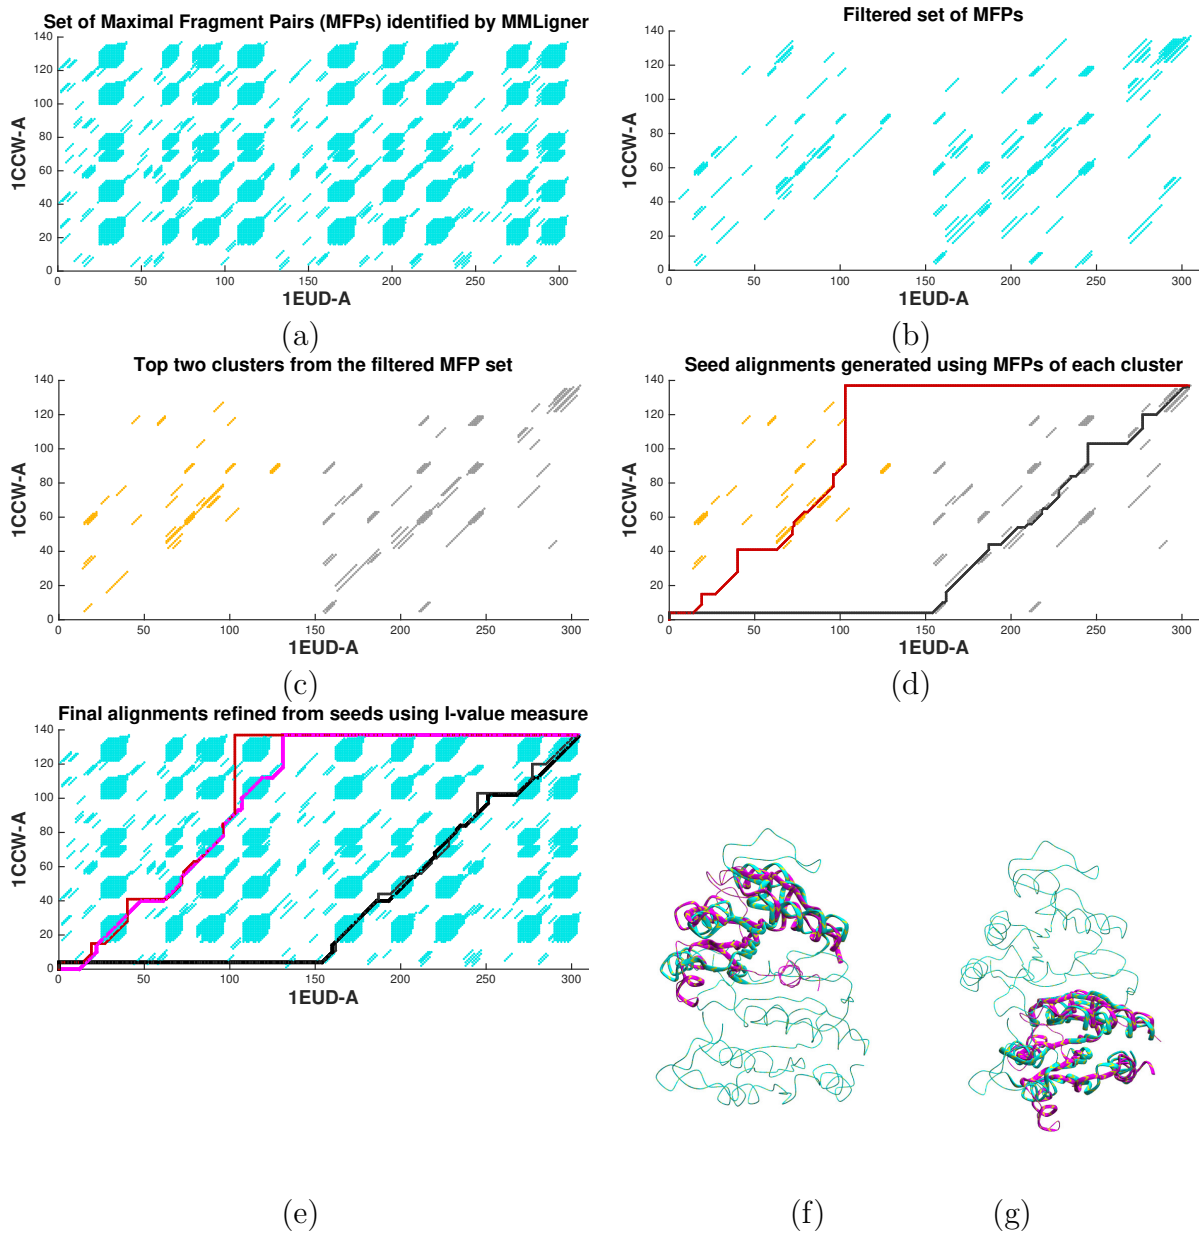 Set of Maximal Fragment Pairs (MFPs) identified by MMLigner
140
120
100
80
60
40
20
0
1CCW-A
0 50 100 150 200 250 300
1EUD-A
(a)
Filtered set of MFPs
140
120
100
80
60
40
20
0
1CCW-A
0 50 100 150 200 250 300
1EUD-A
(b)
Top two clusters from the filtered MFP set
140
120
100
80
60
40
20
0
1CCW-A
0 50 100 150 200 250 300
1EUD-A
(c)
Seed alignments generated using MFPs of each cluster
140
120
100
80
60
40
20
0
1CCW-A
0 50 100 150 200 250 300
1EUD-A
(d)
Final alignments refined from seeds using I-value measure
140
120
100
80
60
40
20
0
1CCW-A
0 50 100 150 200 250 300
1EUD-A
(e)
(f)
(g)